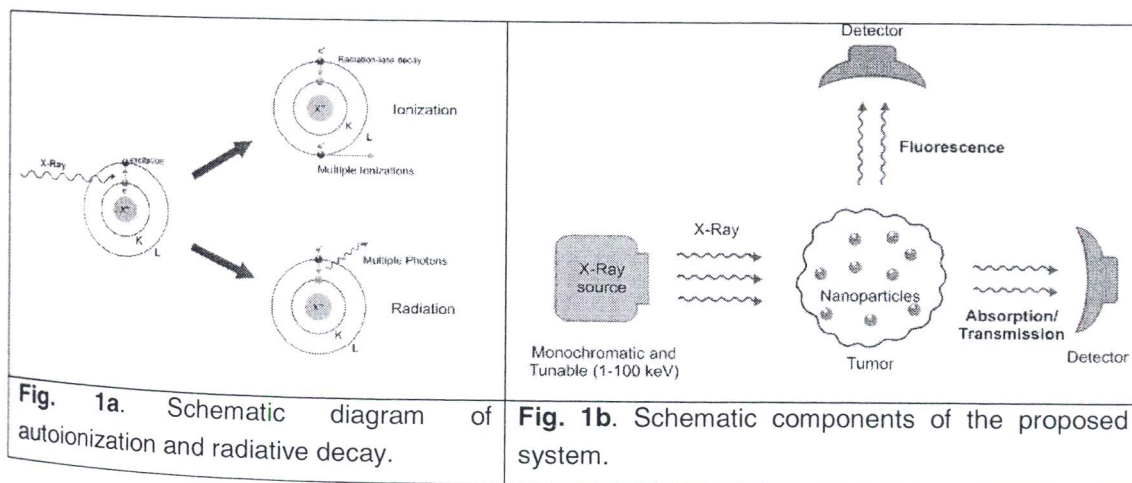 e⁻
Radiation-less decay
Ionization
K
L
e⁻
Multiple Ionizations
X-Ray
excitation
K
L
e⁻
Multiple Photons
Radiation
K
L
Fig. 1a. Schematic diagram of
autoionization and radiative decay.
Detector
Fluorescence
X-Ray
X-Ray
source
Nanoparticles
Absorption/
Transmission
Monochromatic and
Tunable (1-100 keV)
Tumor
Detector
Fig. 1b. Schematic components of the proposed
system.